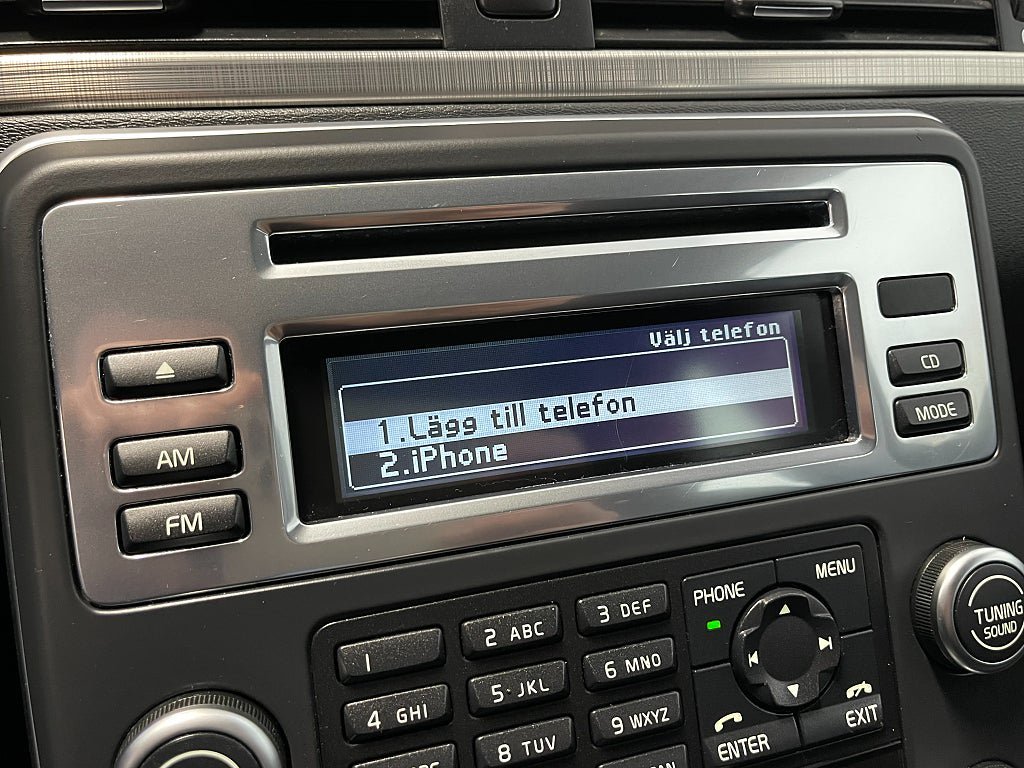 Välj telefon
1.Lägg till telefon
2.iPhone
CD
MODE
AM
FM
PHONE
MENU
1
2 ABC
3 DEF
4 GHI
5 JKL
6 MNO
8 TUV
9 WXYZ
ENTER
EXIT
TUNING
SOUND